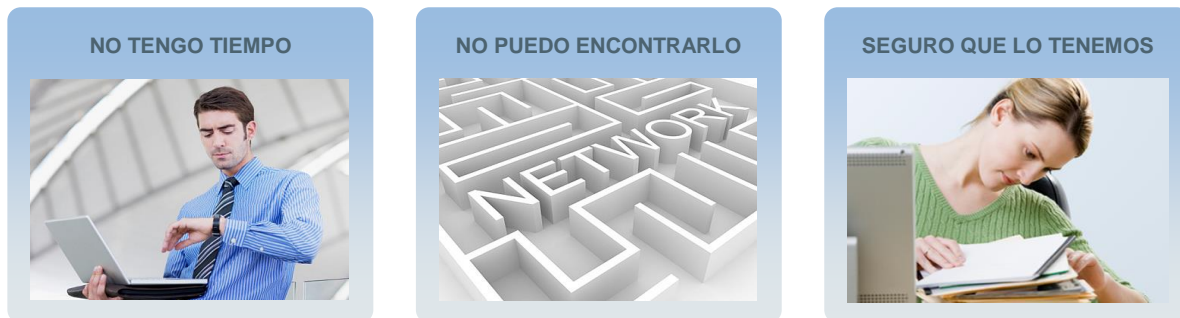 NO TENGO TIEMPO
NO PUEDO ENCONTRARLO
SEGURO QUE LO TENEMOS
NETWORK